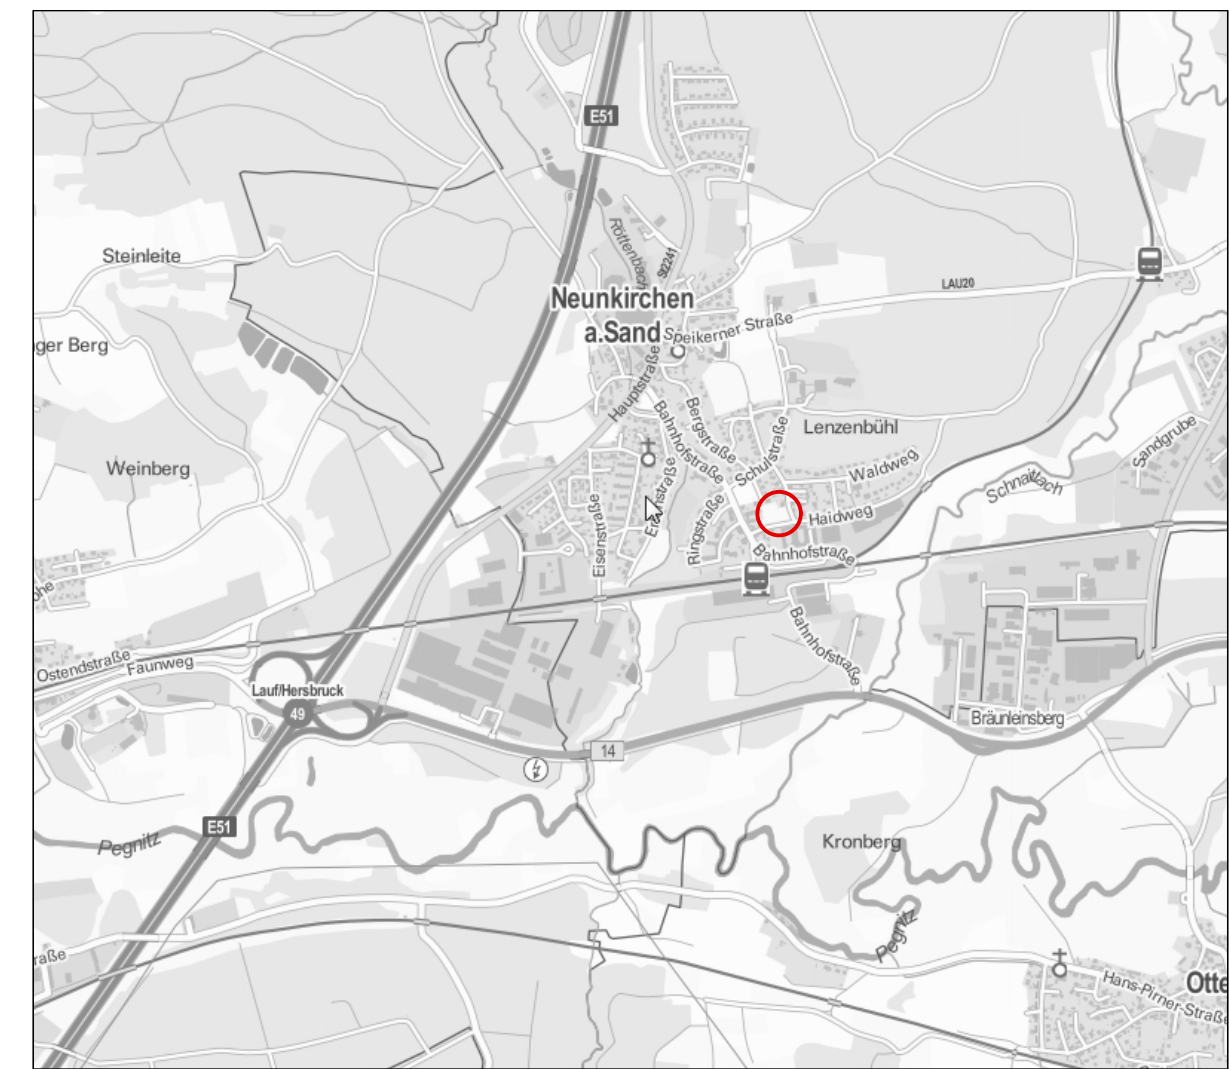 E51
Röttenbach
St2241
Steinleite
LAU20
Neunkirchen
a.Sand
Speikerner Straße
nger Berg
Hauptstraße
Bahnhofstraße
Bergstraße
Schulstraße
Lenzenbühl
Sandgrube
Weinberg
Waldweg
Schnaittach
Eisenstraße
Ringstraße
Haidweg
Bahnhofstraße
Ostendstraße
Faunweg
Bahnhofstraße
Lauf/Hersbruck
49
Bräunleinsberg
14
E51
Pegnitz
Kronberg
Pegnitz
raße
Hans-Pirner-Straße
Otte